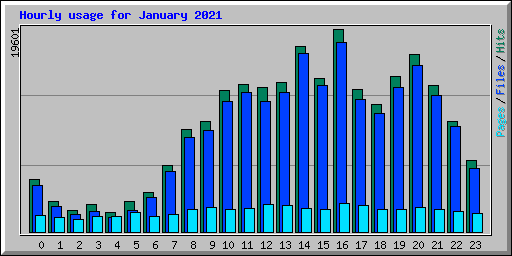 Hourly usage for January 2021
19601
Pages / Files / Hits
0 1 2 3 4 5 6 7 8 9 10 11 12 13 14 15 16 17 18 19 20 21 22 23